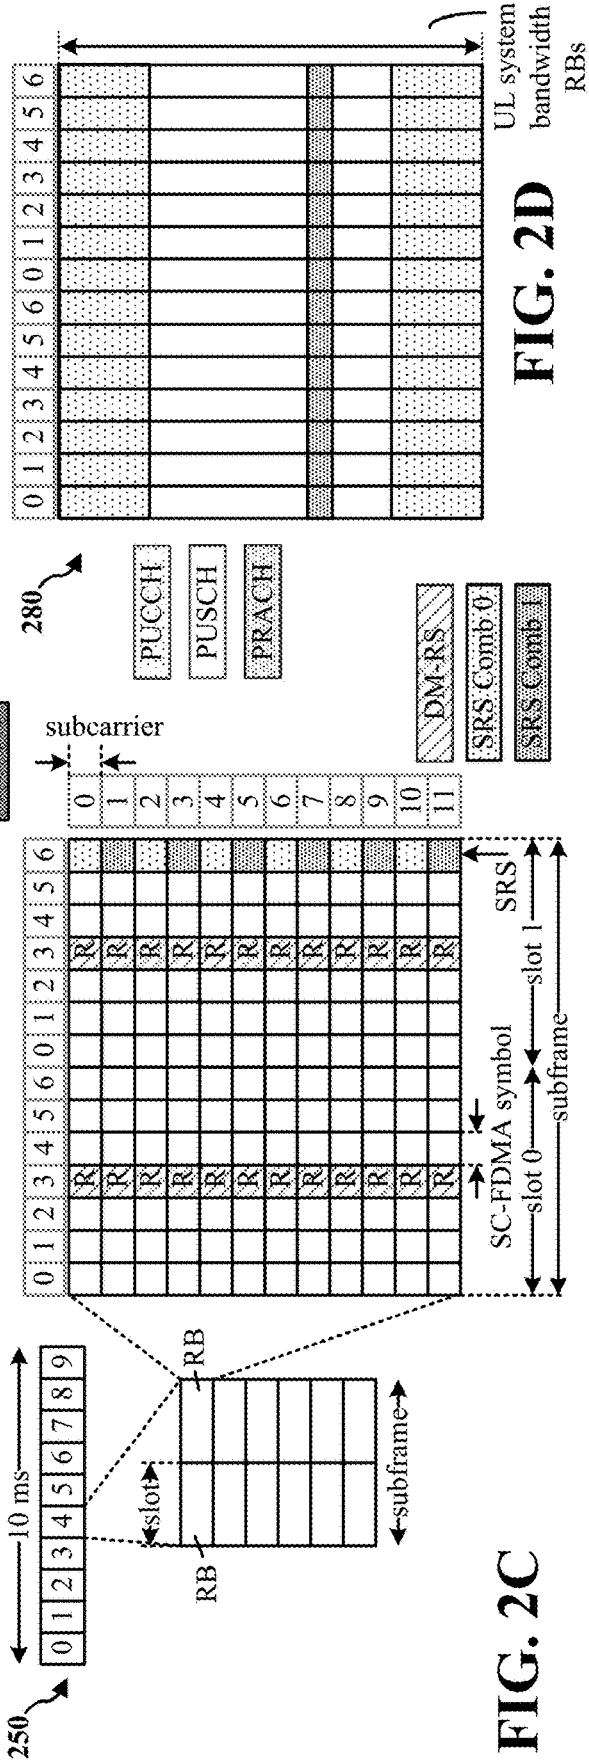 250
10 ms
0 1 2 3 4 5 6 7 8 9
slot
RB
RB
subframe
0 1 2 3 4 5 6 0 1 2 3 4 5 6
subcarrier
R R 0
R R 1
R R 2
R R 3
R R 4
R R 5
R R 6
R R 7
R R 8
R R 9
R R 10
R R 11
SC-FDMA symbol
SRS
slot 0
slot 1
subframe
DM-RS
SRS Comb 0
SRS Comb 1
FIG. 2C
280
PUCCH
PUSCH
PRACH
0 1 2 3 4 5 6 0 1 2 3 4 5 6
UL system
bandwidth
RBs
FIG. 2D